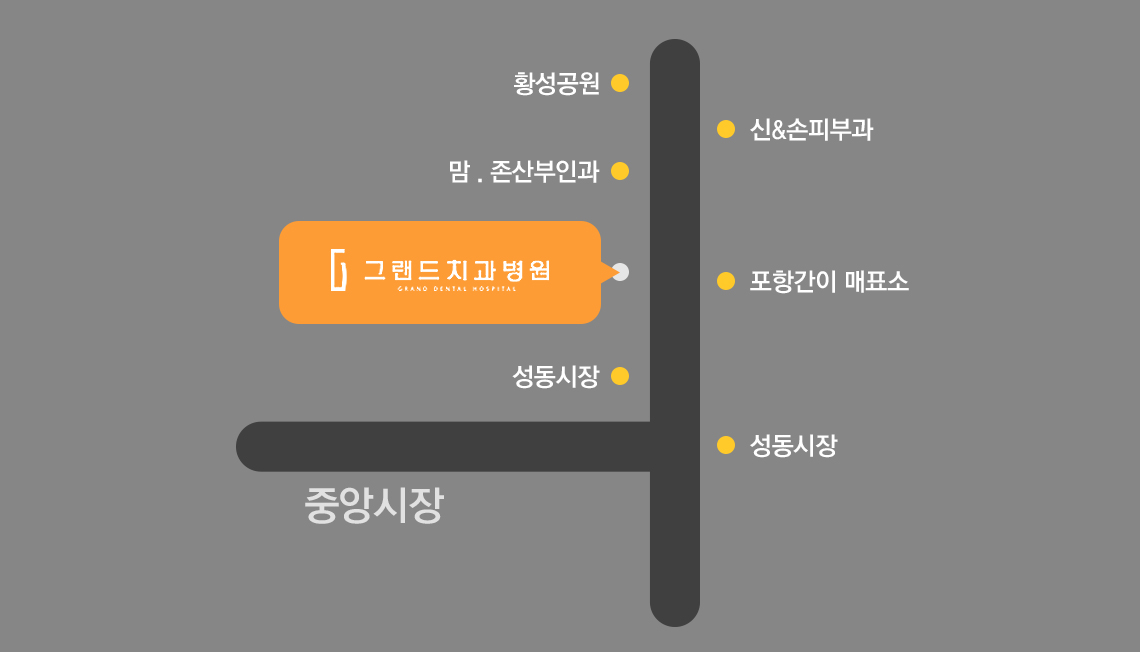 황성공원
신&손피부과
맘 . 존산부인과
그랜드치과병원
GRAND DENTAL HOSPITAL
포항간이 매표소
성동시장
성동시장
중앙시장